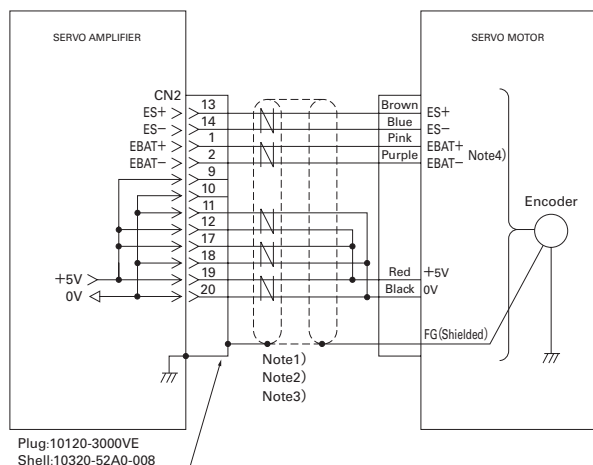 SERVO AMPLIFIER
SERVO MOTOR
CN2
ES+ 13 Brown ES+
ES− 14 Blue ES−
EBAT+ 1 Pink EBAT+
EBAT− 2 Purple EBAT− Note4)
9
10
11
12
17
18
+5V 19 Red +5V
0V 20 Black 0V
Encoder
FG(Shielded)
Note1)
Note2)
Note3)
Plug:10120-3000VE
Shell:10320-52A0-008